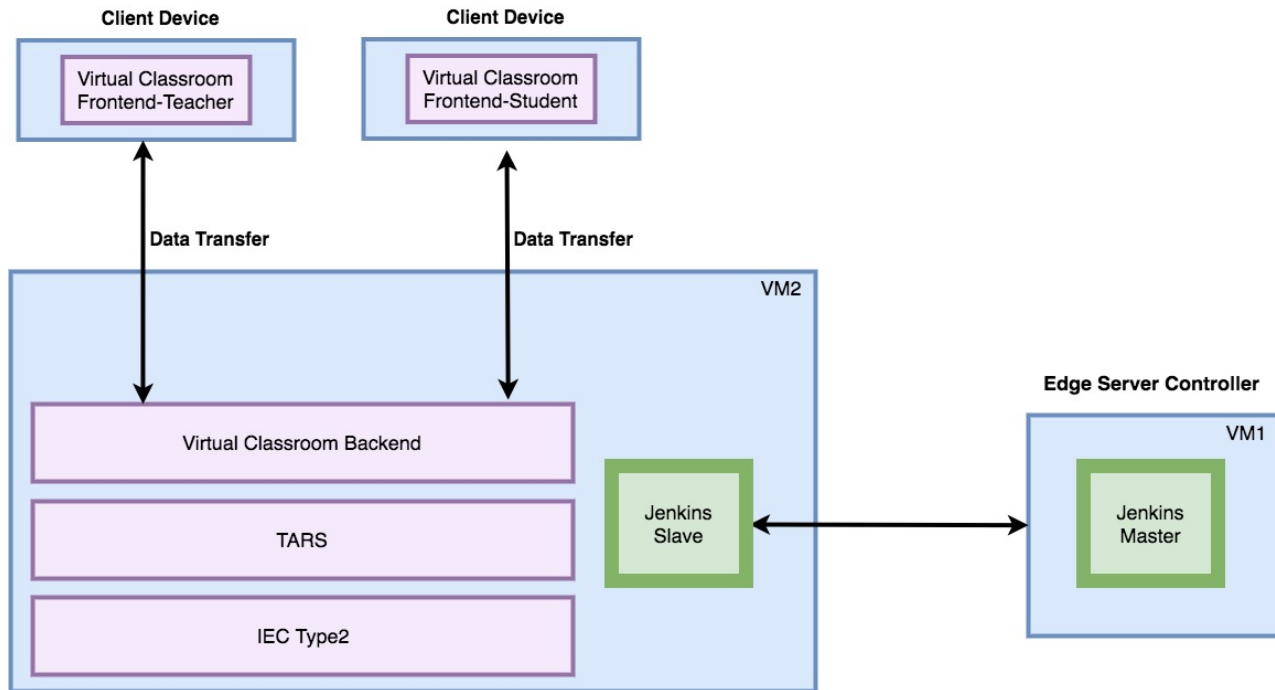 Client Device
Client Device
Virtual Classroom
Frontend-Teacher
Virtual Classroom
Frontend-Student
Data Transfer
Data Transfer
VM2
Edge Server Controller
VM1
Virtual Classroom Backend
Jenkins
Slave
Jenkins
Master
TARS
IEC Type2